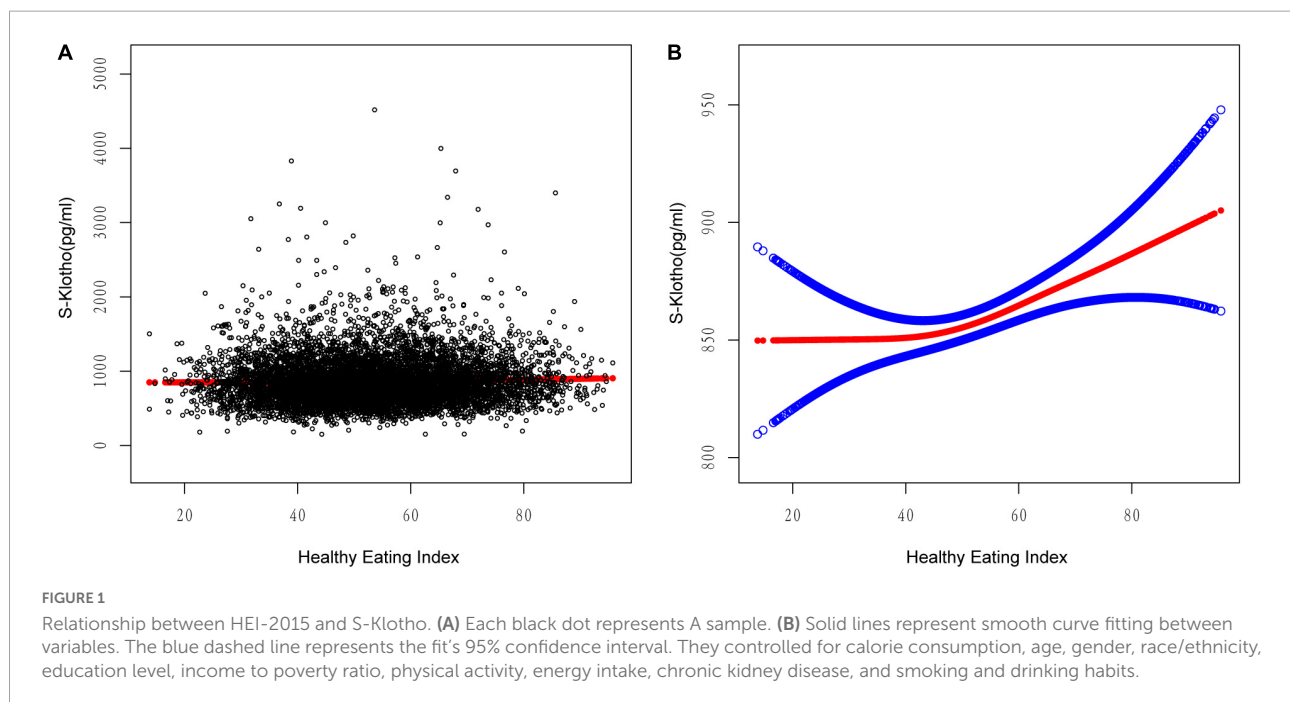 A
5000
4000
3000
2000
1000
0
S-Klotho(pg/ml)
20 40 60 80
Healthy Eating Index
B
950
900
850
800
S-Klotho(pg/ml)
20 40 60 80
Healthy Eating Index
FIGURE 1
Relationship between HEI-2015 and S-Klotho. (A) Each black dot represents A sample. (B) Solid lines represent smooth curve fitting between
variables. The blue dashed line represents the fit's 95% confidence interval. They controlled for calorie consumption, age, gender, race/ethnicity,
education level, income to poverty ratio, physical activity, energy intake, chronic kidney disease, and smoking and drinking habits.